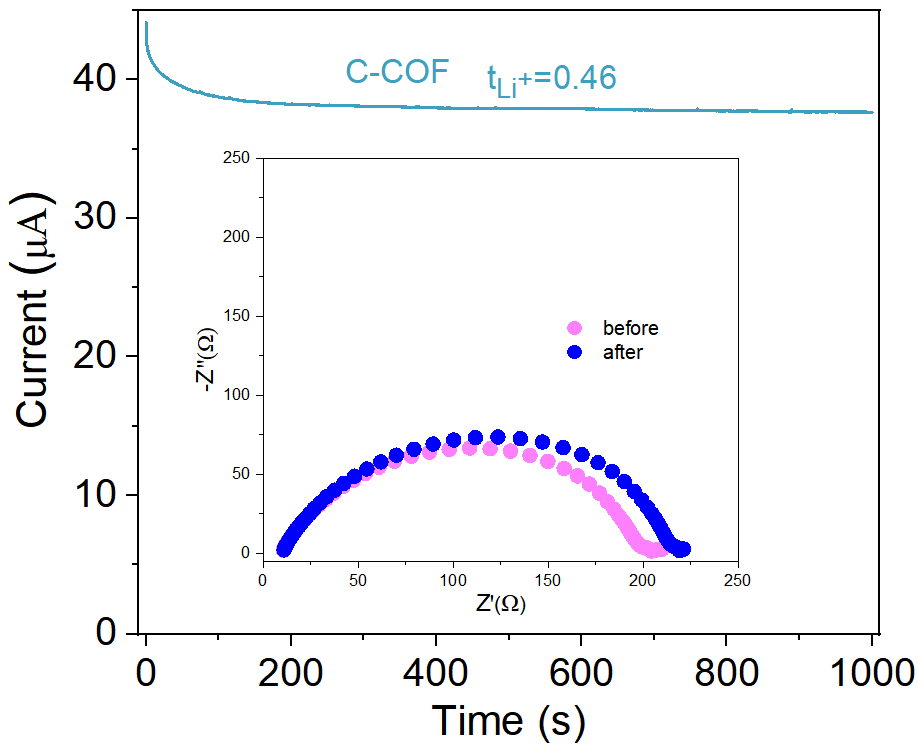 C-COF t_Li+=0.46
Current (μA)
40
30
20
10
0
0 200 400 600 800 1000
Time (s)
-Z''(Ω)
250
200
150
100
50
0
before
after
0 50 100 150 200 250
Z'(Ω)